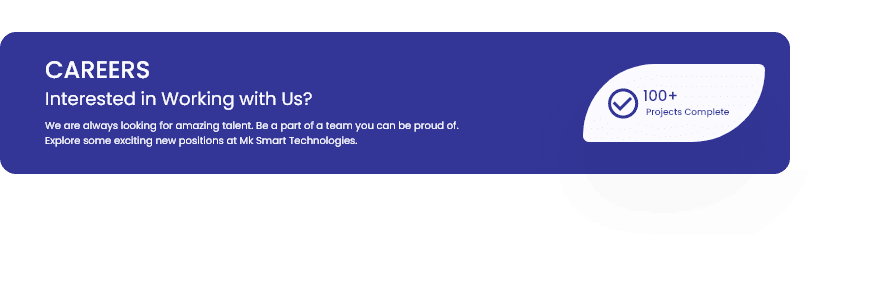 CAREERS
Interested in Working with Us?
We are always looking for amazing talent. Be a part of a team you can be proud of.
Explore some exciting new positions at Mk Smart Technologies.
100+
Projects Complete